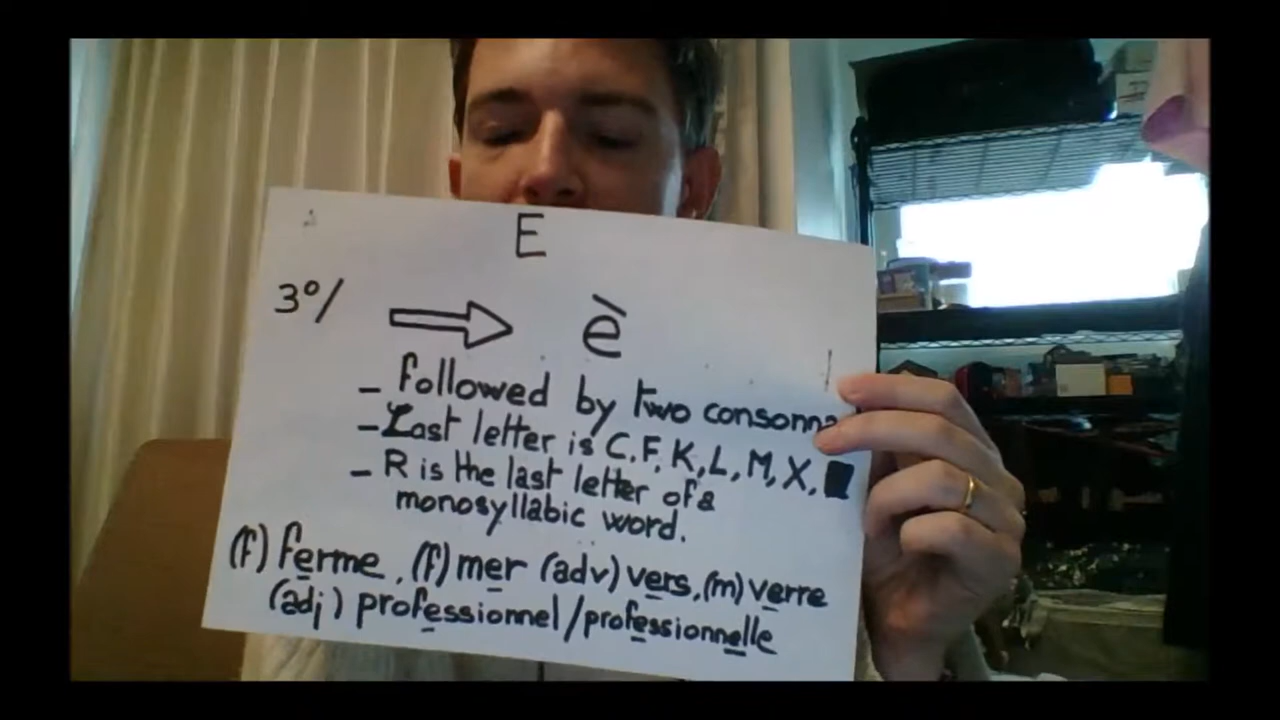 E
3°/ è
- followed by two consonna
- Last letter is C, F, K, L, M, X,
- R is the last letter of a
monosyllabic word.
(f) ferme, (f) mer (adv) vers, (m) verre
(adj) professionnel/professionnelle